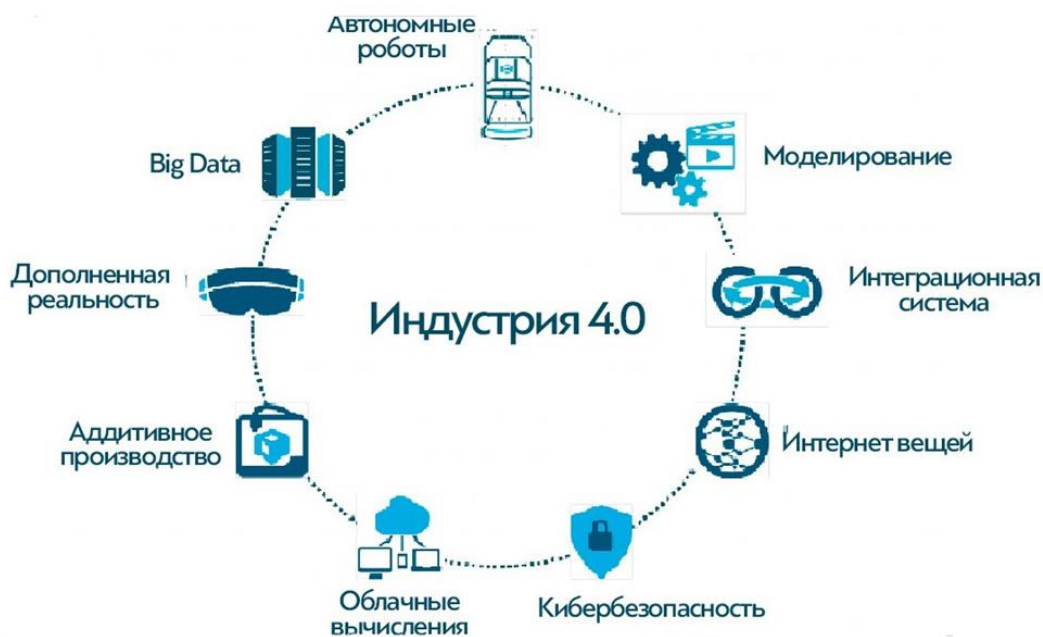 Автономные
роботы
Моделирование
Big Data
Дополненная
реальность
Интеграционная
система
Индустрия 4.0
Аддитивное
производство
Интернет вещей
Облачные
вычисления
Кибербезопасность